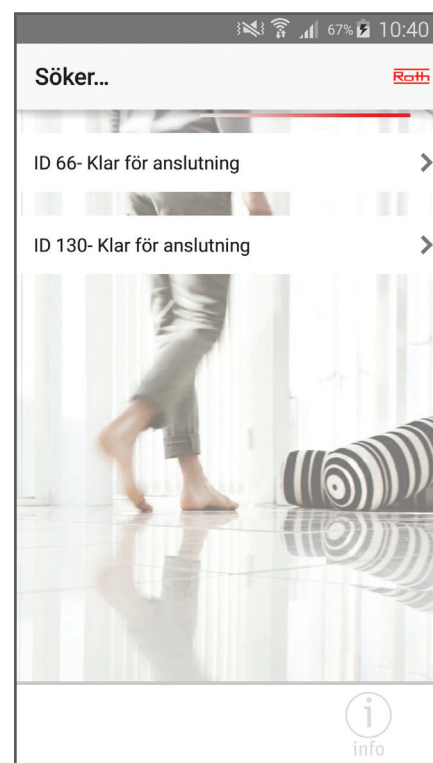 67% 10:40
Söker...
Roth
ID 66- Klar för anslutning
ID 130- Klar för anslutning
i
info